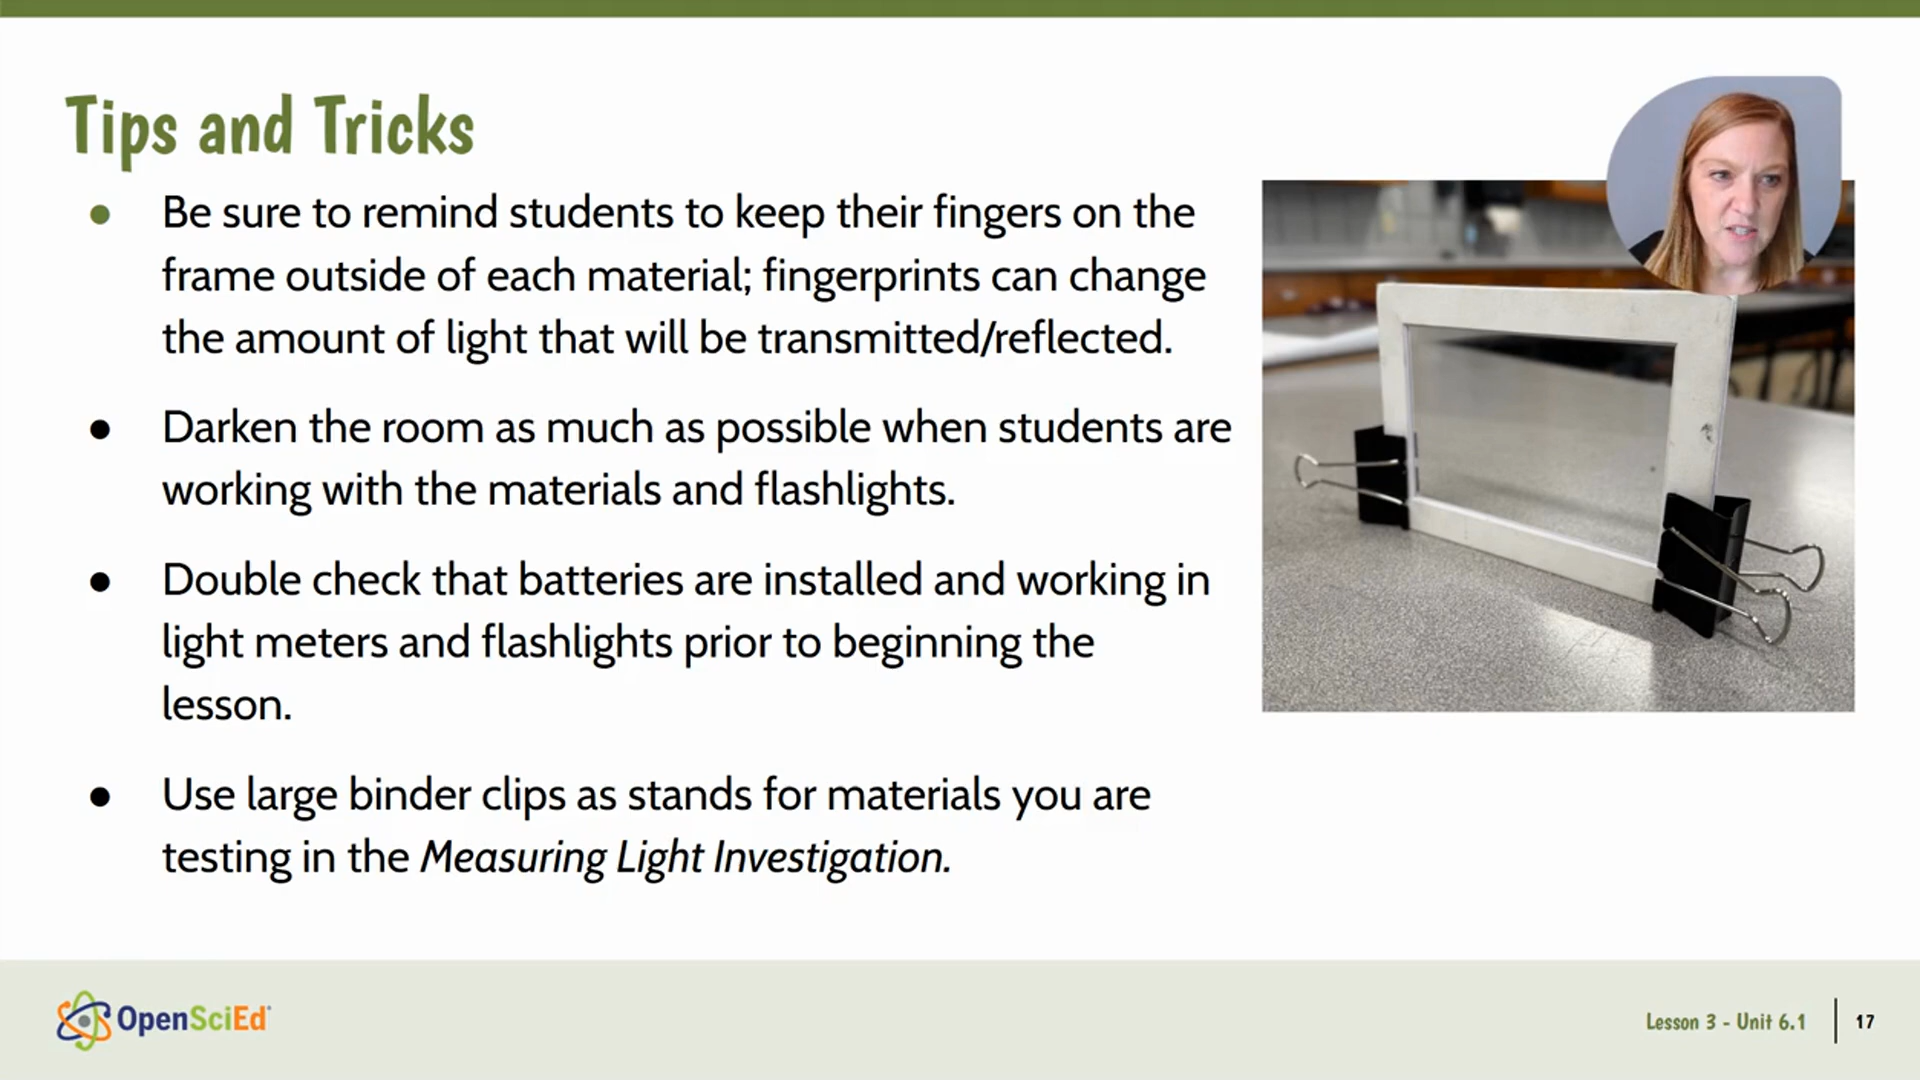 Tips and Tricks
● Be sure to remind students to keep their fingers on the
frame outside of each material; fingerprints can change
the amount of light that will be transmitted/reflected.
● Darken the room as much as possible when students are
working with the materials and flashlights.
● Double check that batteries are installed and working in
light meters and flashlights prior to beginning the
lesson.
● Use large binder clips as stands for materials you are
testing in the Measuring Light Investigation.
OpenSciEd
Lesson 3 - Unit 6.1 | 17